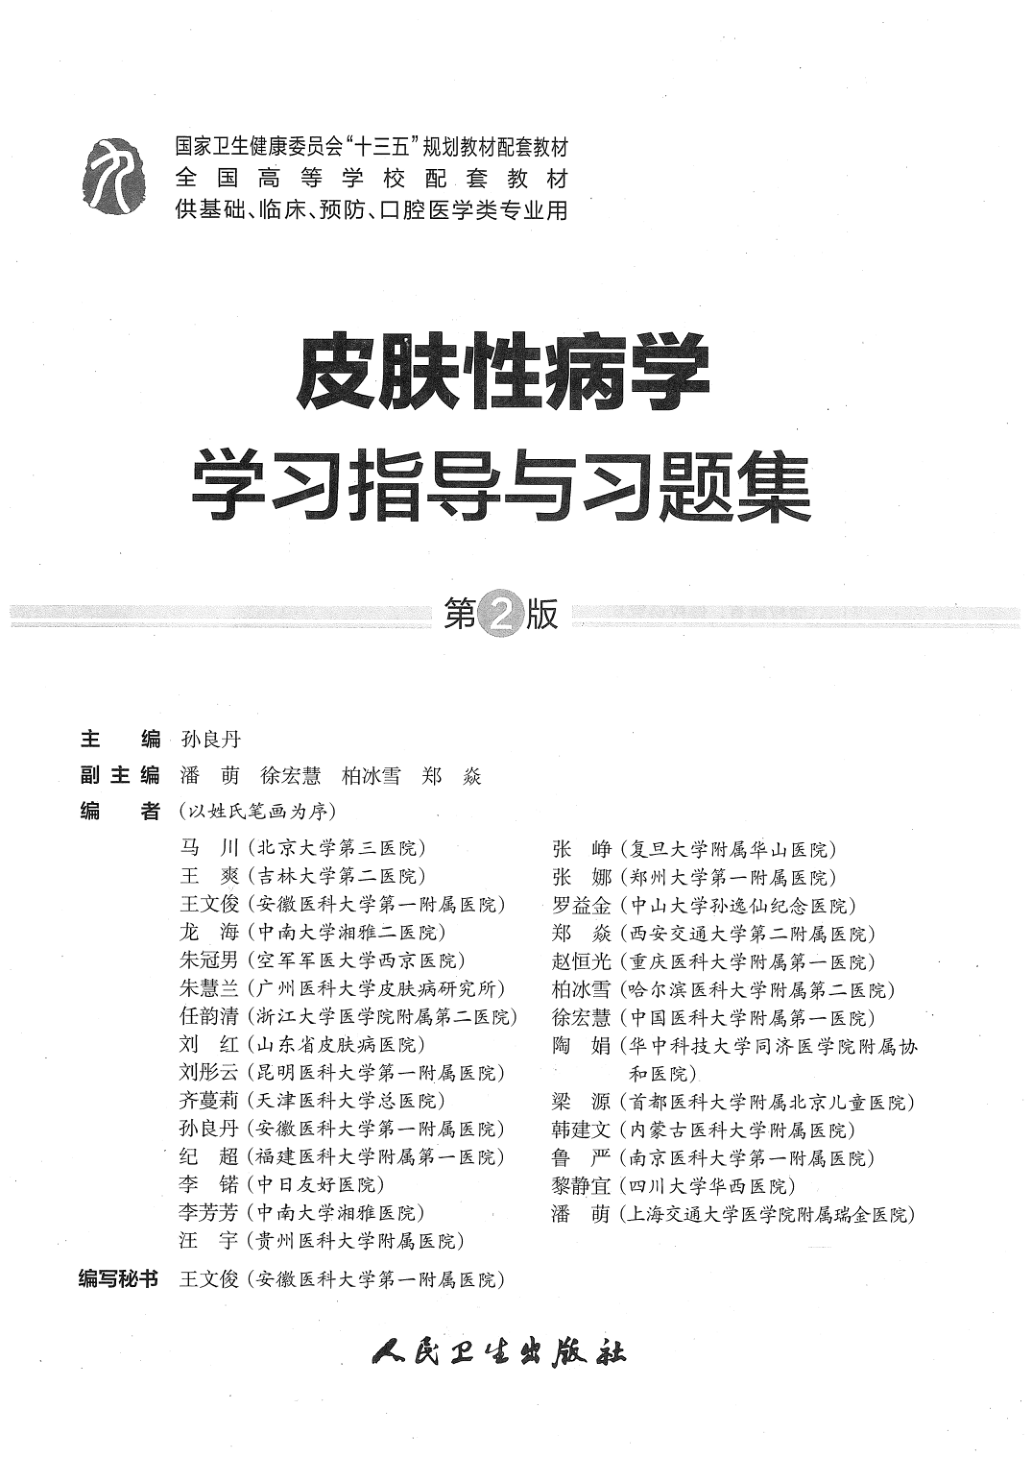 国家卫生健康委员会“十三五”规划教材配套教材
全国高等学校配套教材
供基础、临床、预防、口腔医学类专业用
皮肤性病学
学习指导与习题集
第2版
主 编 孙良丹
副主编 潘 萌 徐宏慧 柏冰雪 郑 焱
编 者 (以姓氏笔画为序)
马 川 (北京大学第三医院)
王 爽 (吉林大学第二医院)
王文俊 (安徽医科大学第一附属医院)
龙 海 (中南大学湘雅二医院)
朱冠男 (空军军医大学西京医院)
朱慧兰 (广州医科大学皮肤病研究所)
任韵清 (浙江大学医学院附属第二医院)
刘 红 (山东省皮肤病医院)
刘彤云 (昆明医科大学第一附属医院)
齐蔓莉 (天津医科大学总医院)
孙良丹 (安徽医科大学第一附属医院)
纪 超 (福建医科大学附属第一医院)
李 锘 (中日友好医院)
李芳芳 (中南大学湘雅医院)
汪 宇 (贵州医科大学附属医院)
张 峥 (复旦大学附属华山医院)
张 娜 (郑州大学第一附属医院)
罗益金 (中山大学孙逸仙纪念医院)
郑 焱 (西安交通大学第二附属医院)
赵恒光 (重庆医科大学附属第一医院)
柏冰雪 (哈尔滨医科大学附属第二医院)
徐宏慧 (中国医科大学附属第一医院)
陶 娟 (华中科技大学同济医学院附属协
和医院)
梁 源 (首都医科大学附属北京儿童医院)
韩建文 (内蒙古医科大学附属医院)
鲁 严 (南京医科大学第一附属医院)
黎静宜 (四川大学华西医院)
潘 萌 (上海交通大学医学院附属瑞金医院)
编写秘书 王文俊 (安徽医科大学第一附属医院)
人民卫生出版社